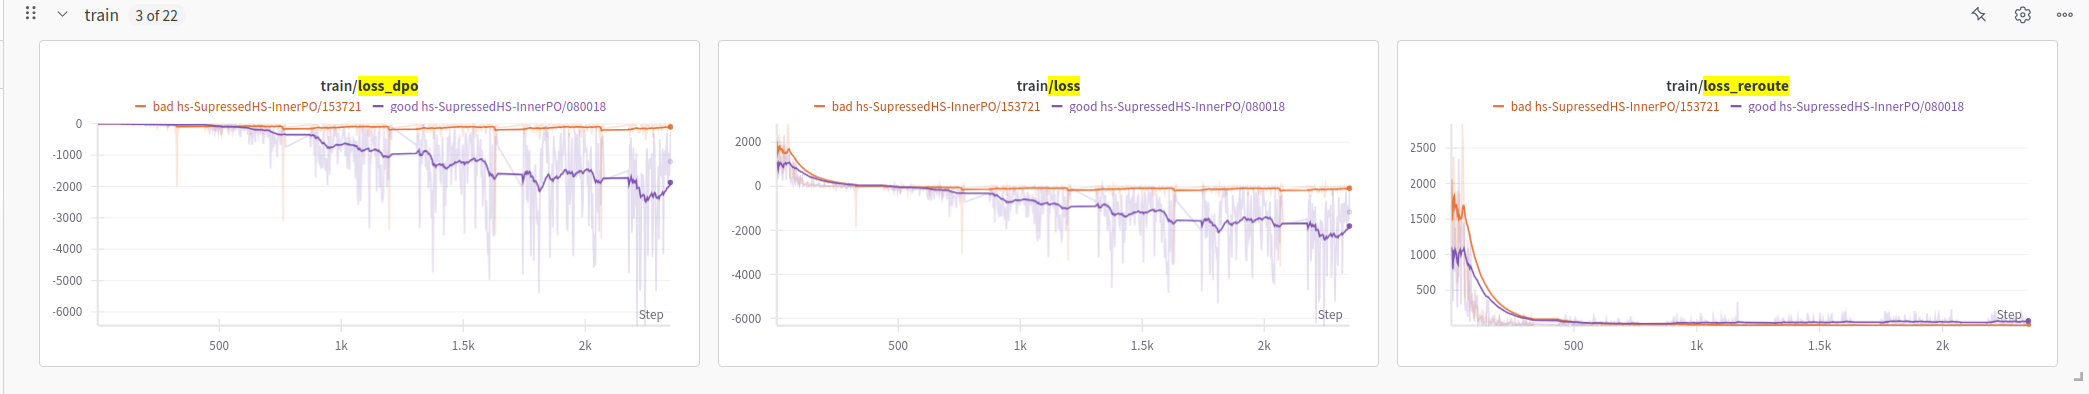 train 3 of 22
train/loss_dpo
bad hs-SupressedHS-InnerPO/153721 good hs-SupressedHS-InnerPO/080018
0
-1000
-2000
-3000
-4000
-5000
-6000
Step
500 1k 1.5k 2k
train/loss
bad hs-SupressedHS-InnerPO/153721 good hs-SupressedHS-InnerPO/080018
2000
0
-2000
-4000
-6000
Step
500 1k 1.5k 2k
train/loss_reroute
bad hs-SupressedHS-InnerPO/153721 good hs-SupressedHS-InnerPO/080018
2500
2000
1500
1000
500
Step
500 1k 1.5k 2k